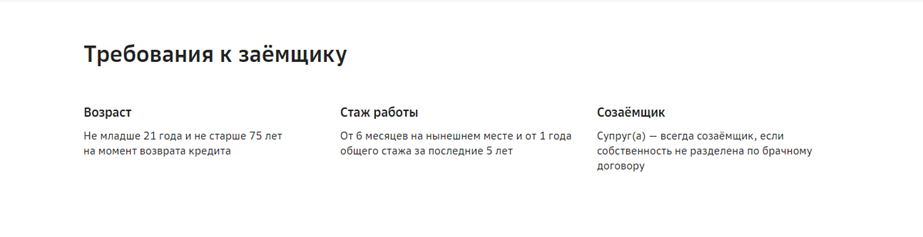 Требования к заёмщику
Возраст
Не младше 21 года и не старше 75 лет
на момент возврата кредита
Стаж работы
От 6 месяцев на нынешнем месте и от 1 года
общего стажа за последние 5 лет
Созаёмщик
Супруг(а) — всегда созаёмщик, если
собственность не разделена по брачному
договору